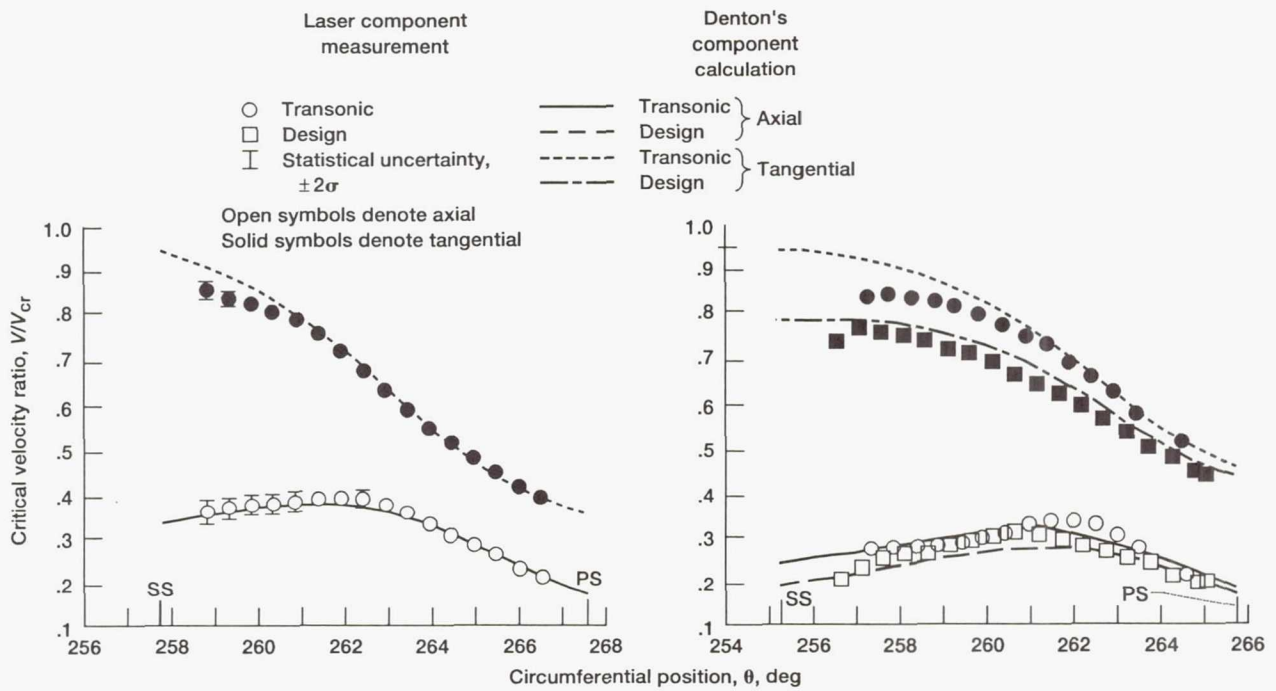 Laser component
measurement
Denton's
component
calculation
Transonic
Design
Statistical uncertainty,
±2σ
Open symbols denote axial
Solid symbols denote tangential
Transonic
Design
Axial
Transonic
Design
Tangential
Critical velocity ratio, V/Vcr
1.0
.9
.8
.7
.6
.5
.4
.3
.2
.1
SS
PS
256 258 260 262 264 266 268
1.0
.9
.8
.7
.6
.5
.4
.3
.2
.1
SS
PS
254 256 258 260 262 264 266
Circumferential position, θ, deg